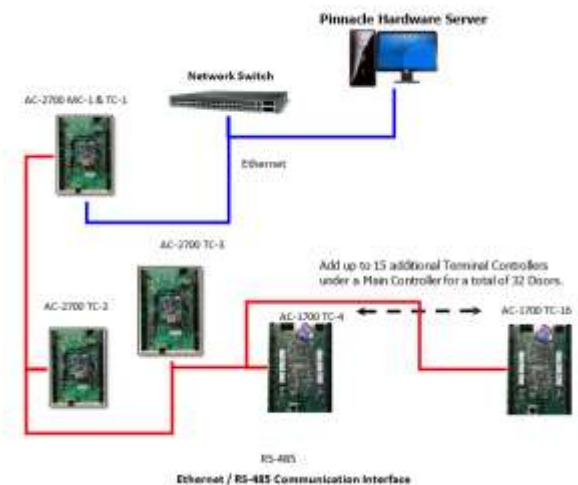 Pinnacle Hardware Server
Network Switch
AC-2700 MC-1 & TC-1
Ethernet
AC-2700 TC-3
Add up to 15 additional Terminal Controllers
under a Main Controller for a total of 32 Doors.
AC-2700 TC-2
AC-1700 TC-4
AC-1700 TC-16
RS-485
Ethernet / RS-485 Communication Interface